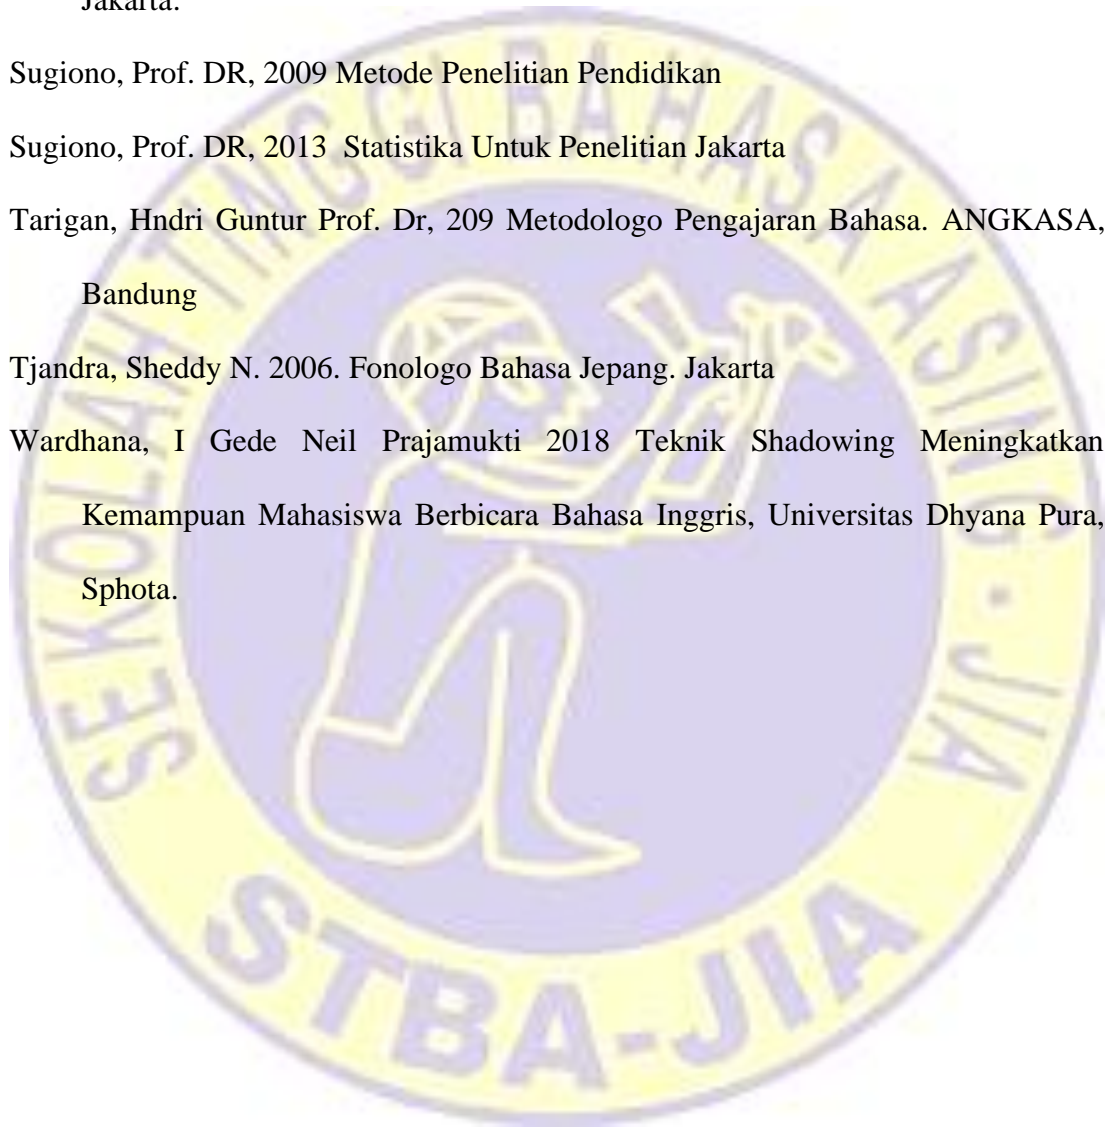 Jakarta.
Sugiono, Prof. DR, 2009 Metode Penelitian Pendidikan
Sugiono, Prof. DR, 2013 Statistika Untuk Penelitian Jakarta
Tarigan, Hndri Guntur Prof. Dr, 209 Metodologo Pengajaran Bahasa. ANGKASA,
Bandung
Tjandra, Sheddy N. 2006. Fonologo Bahasa Jepang. Jakarta
Wardhana, I Gede Neil Prajamukti 2018 Teknik Shadowing Meningkatkan
Kemampuan Mahasiswa Berbicara Bahasa Inggris, Universitas Dhyana Pura,
Sphota.
SEKOLAH TINGGI BAHASA ASING · JIA
STBA-JIA